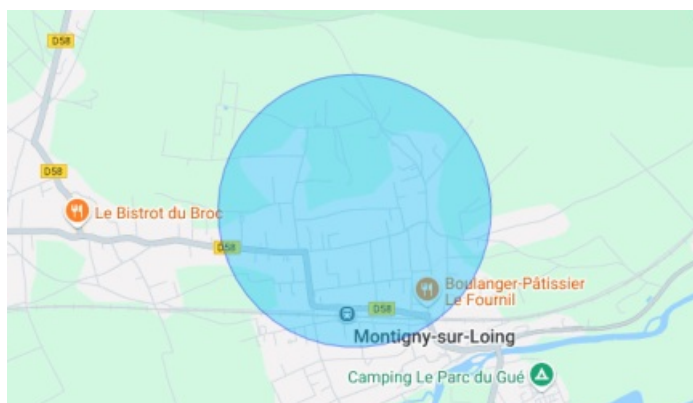 D58
D58
Le Bistrot du Broc
D58
Boulanger-Pâtissier
Le Fournil
D58
Montigny-sur-Loing
Camping Le Parc du Gué